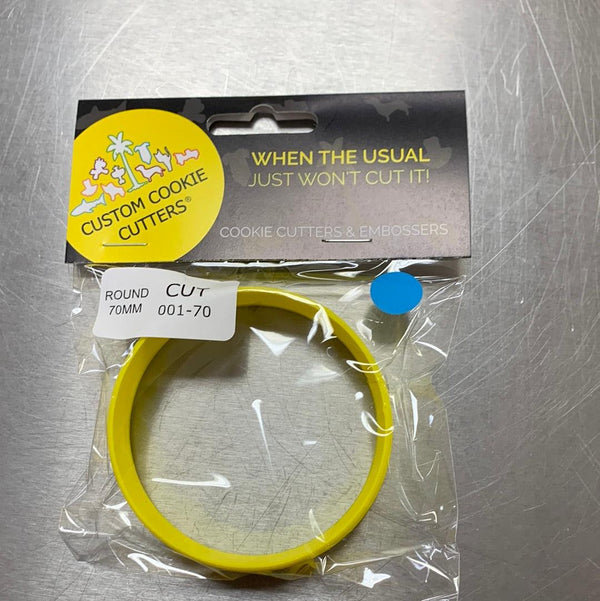 CUSTOM COOKIE
CUTTERS®
WHEN THE USUAL
JUST WON'T CUT IT!
COOKIE CUTTERS & EMBOSSERS
ROUND CUT
70MM 001-70